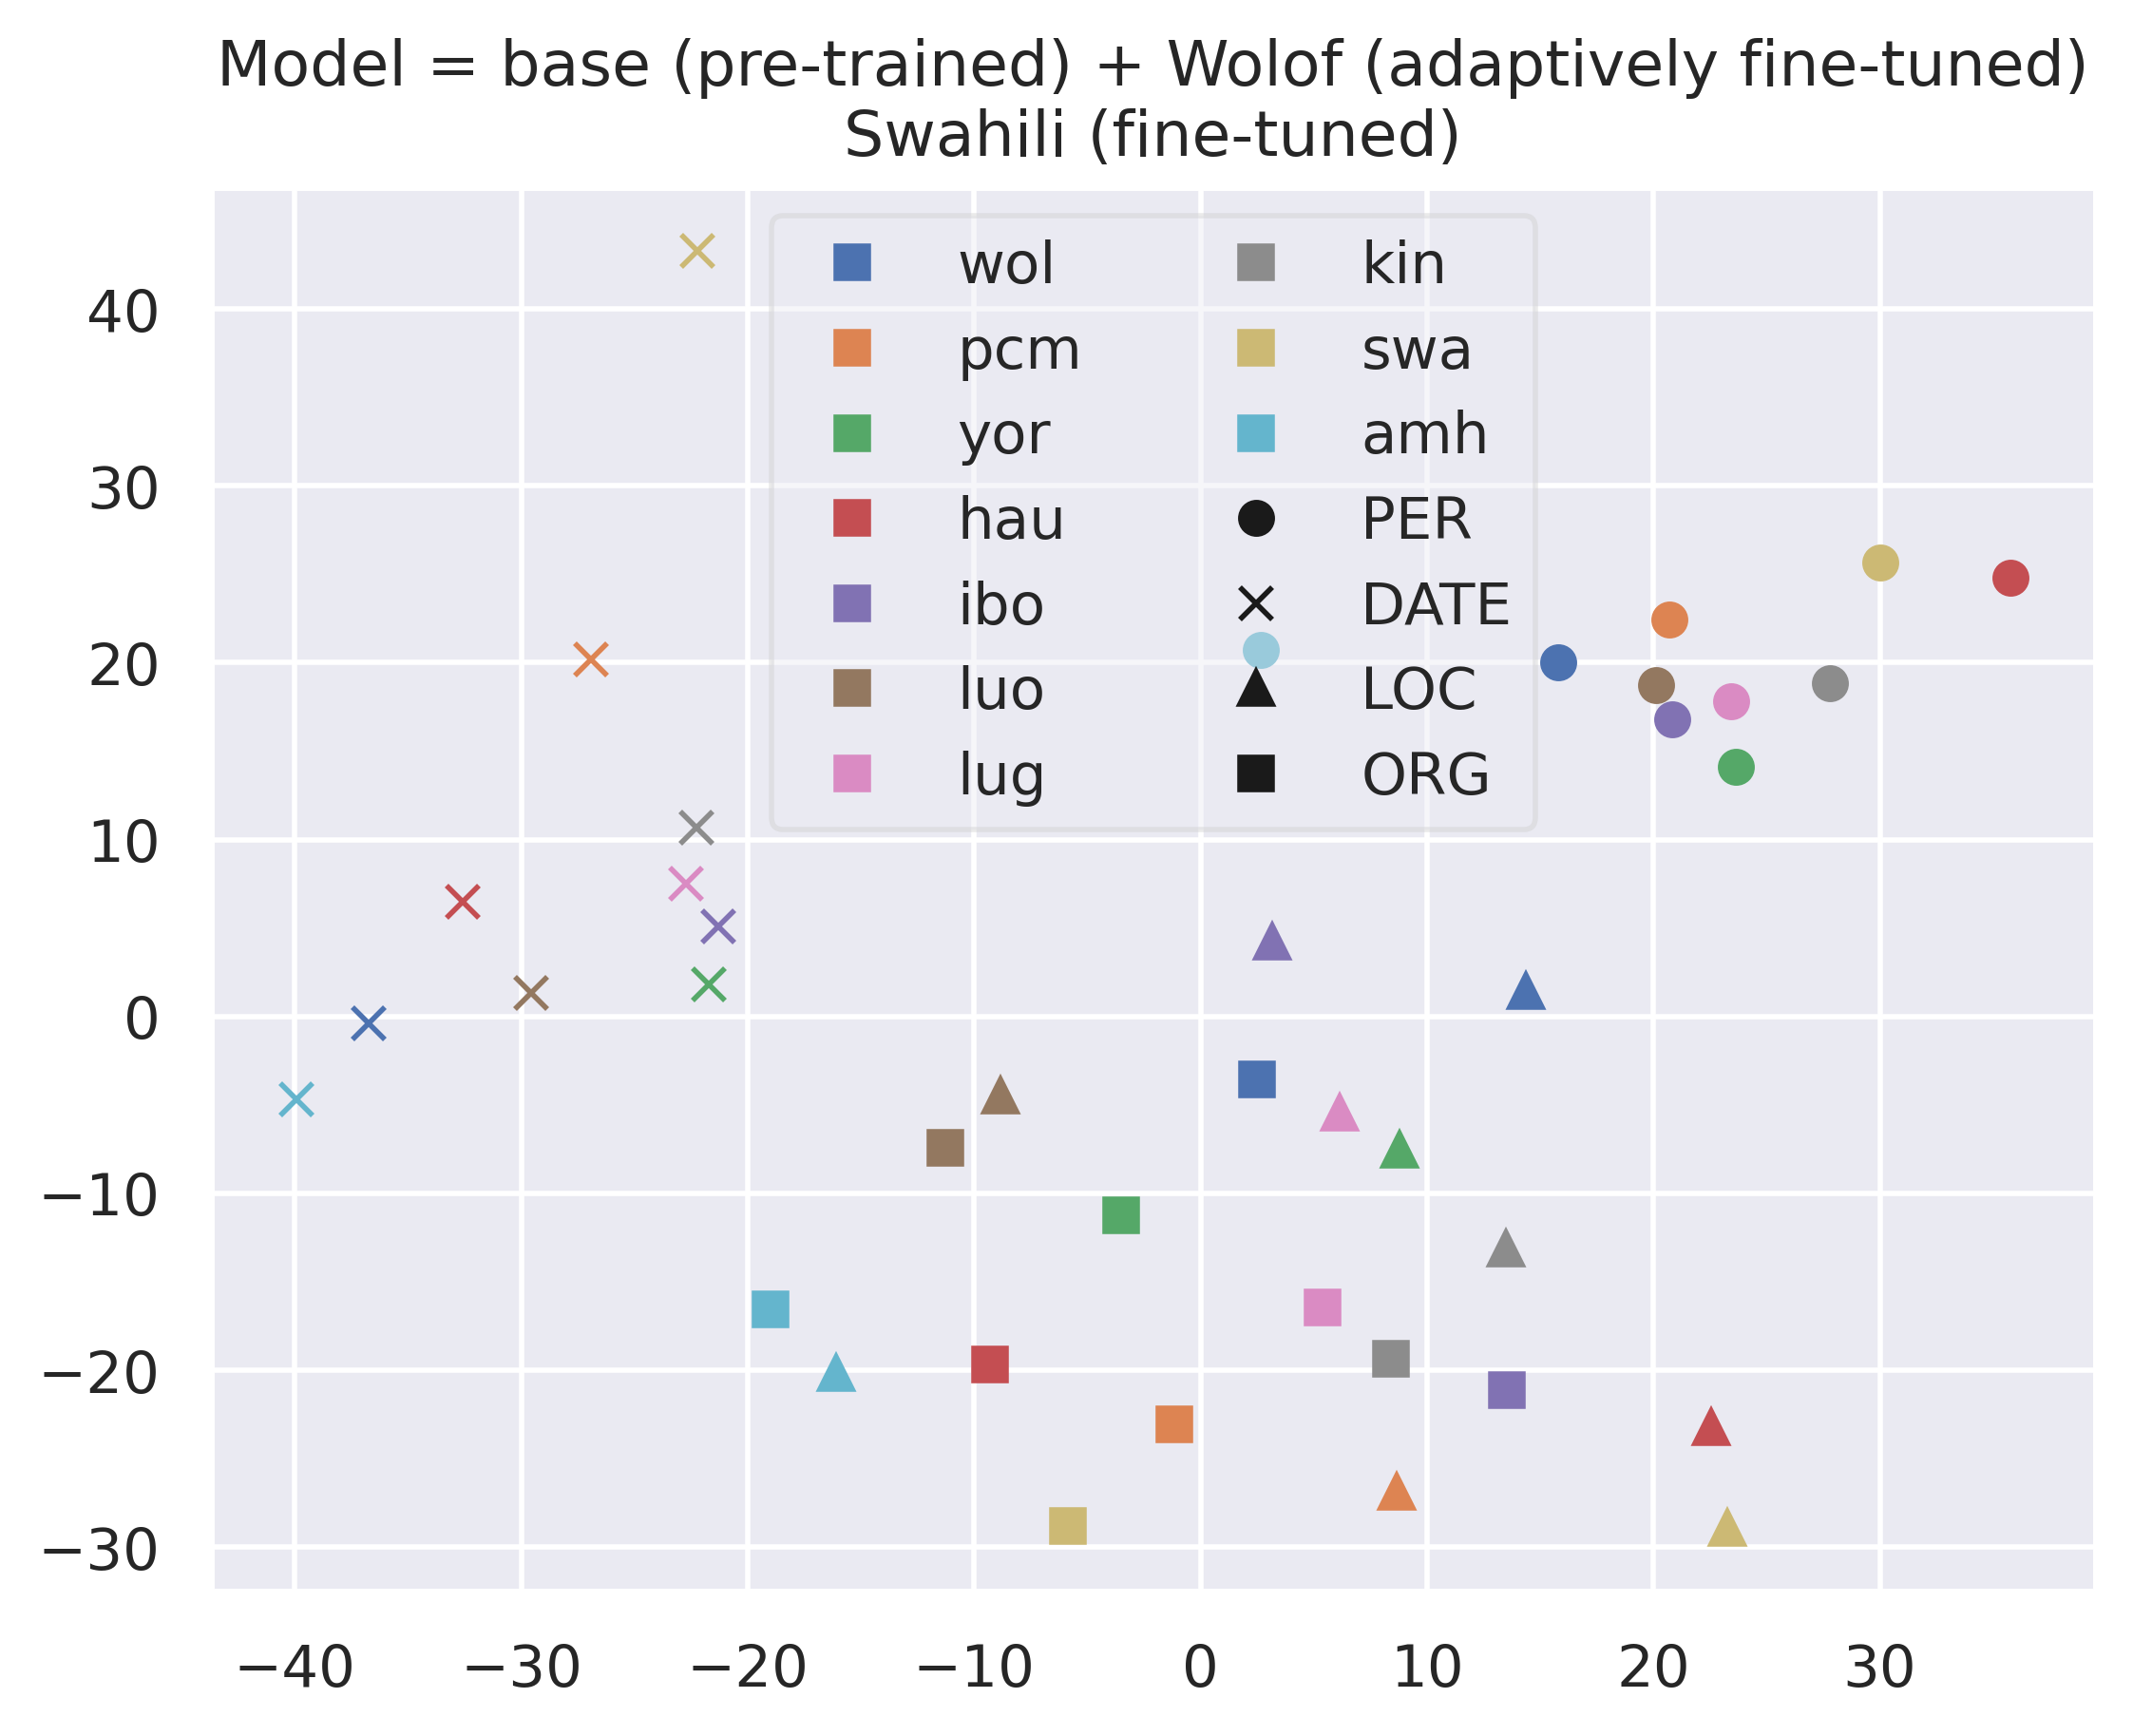 Model = base (pre-trained) + Wolof (adaptively fine-tuned)
Swahili (fine-tuned)
40
30
20
10
0
−10
−20
−30
wol
pcm
yor
hau
ibo
luo
lug
kin
swa
amh
PER
DATE
LOC
ORG
−40
−30
−20
−10
0
10
20
30